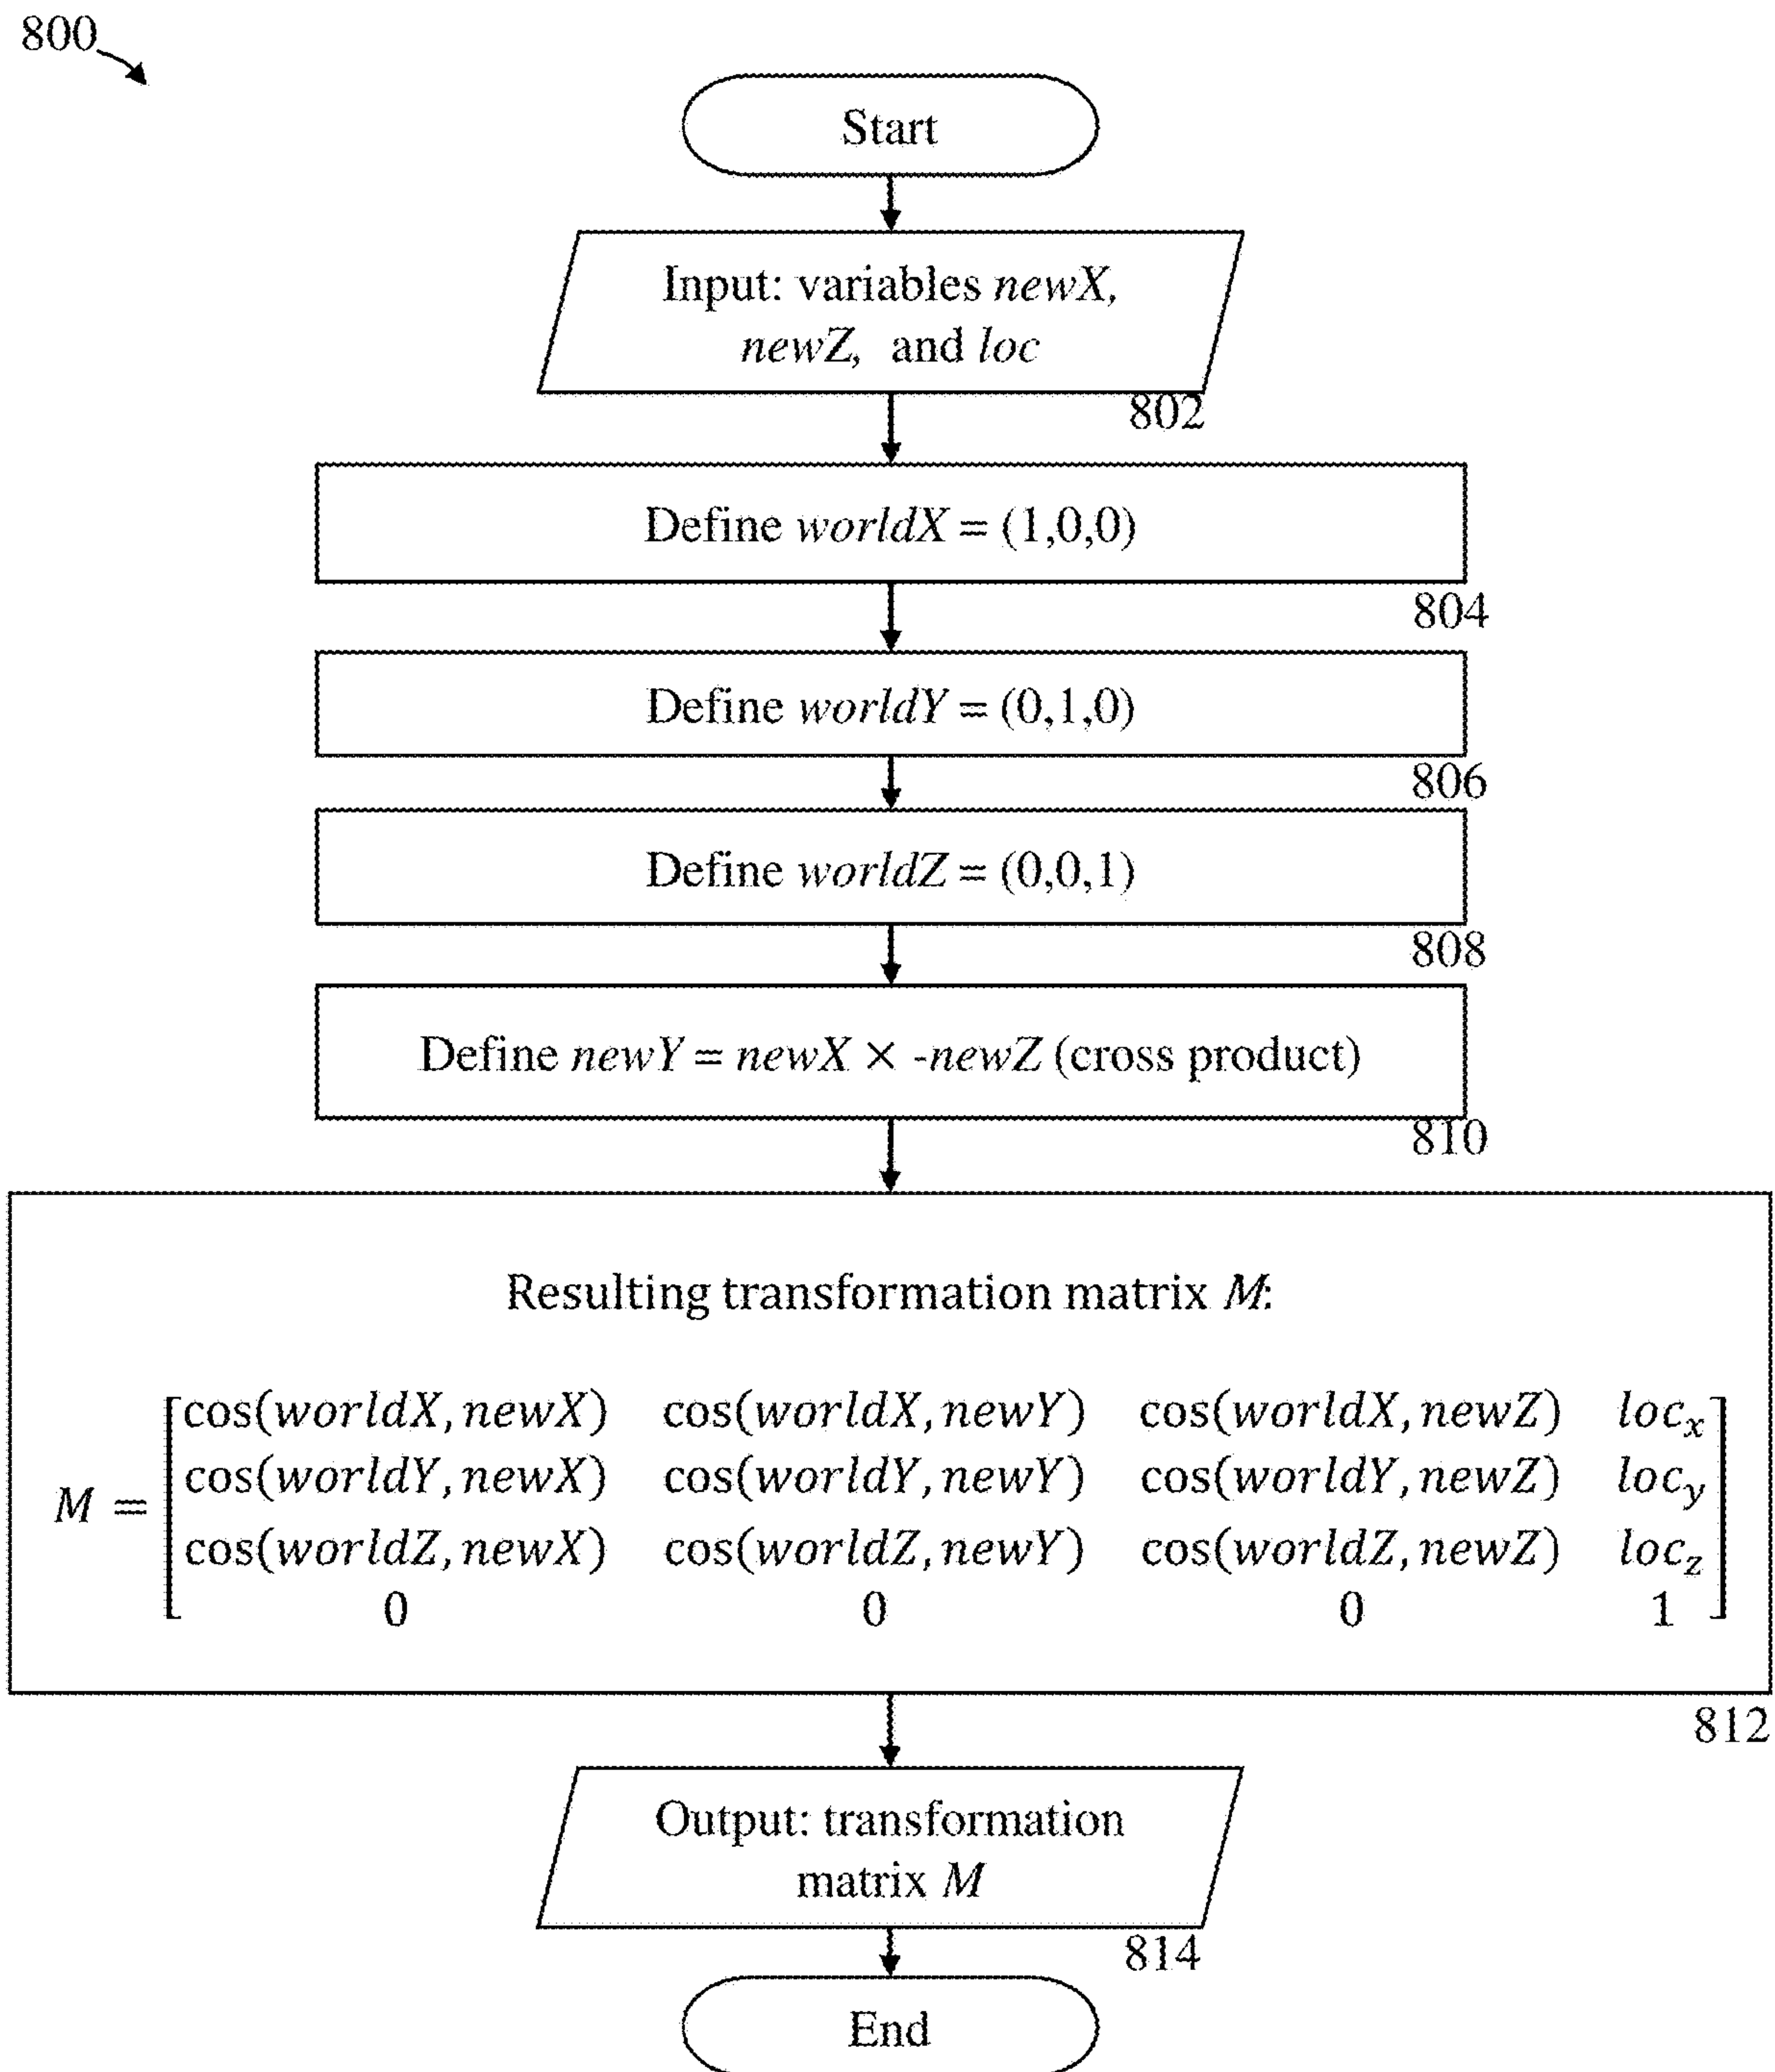 800
Start
Input: variables newX,
newZ, and loc
802
Define worldX = (1,0,0)
804
Define worldY = (0,1,0)
806
Define worldZ = (0,0,1)
808
Define newY = newX × -newZ (cross product)
810
Resulting transformation matrix M:
cos(worldX, newX) cos(worldX, newY) cos(worldX, newZ) locₓ
cos(worldY, newX) cos(worldY, newY) cos(worldY, newZ) loc_y
M =
cos(worldZ, newX) cos(worldZ, newY) cos(worldZ, newZ) loc_z
0 0 0 1
812
Output: transformation
matrix M
814
End